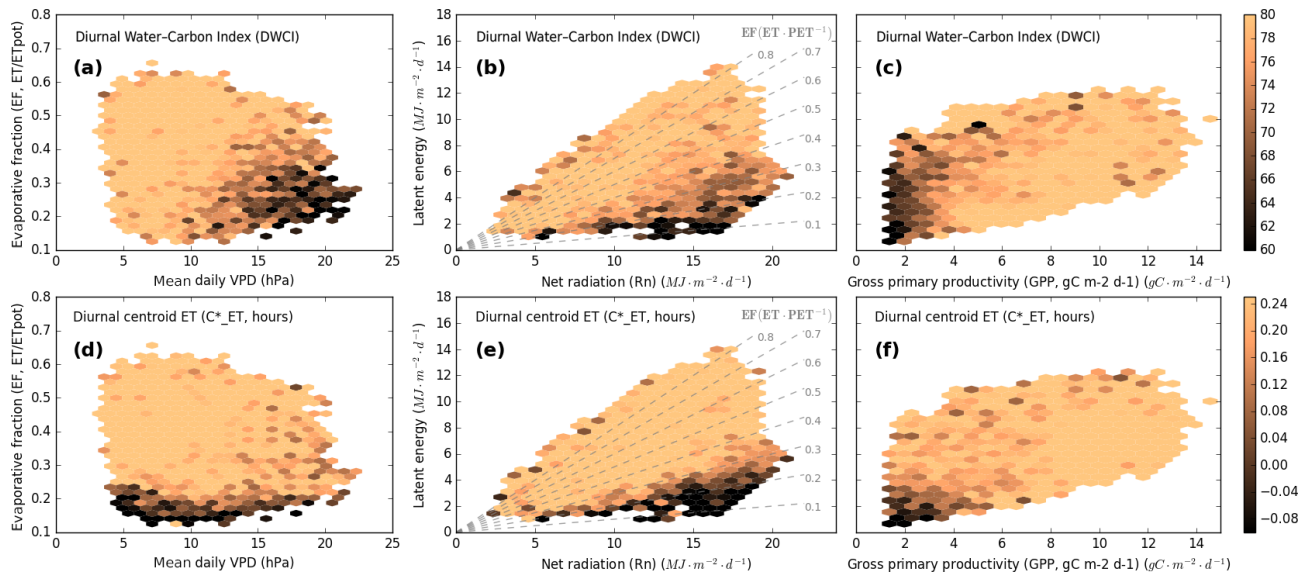 Diurnal Water–Carbon Index (DWCI)
(a)
Evaporative fraction (EF, ET/ETpot)
0.8
0.7
0.6
0.5
0.4
0.3
0.2
0.1
0 5 10 15 20 25
Mean daily VPD (hPa)
Diurnal Water–Carbon Index (DWCI)
EF(ET · PET⁻¹)
(b)
0.8
0.7
0.6
0.5
0.4
0.3
0.2
0.1
Latent energy (MJ · m⁻² · d⁻¹)
18
16
14
12
10
8
6
4
2
0
0 5 10 15 20
Net radiation (Rn) (MJ · m⁻² · d⁻¹)
Diurnal Water–Carbon Index (DWCI)
(c)
2 4 6 8 10 12 14
Gross primary productivity (GPP, gC m-2 d-1) (gC · m⁻² · d⁻¹)
80
78
76
74
72
70
68
66
64
62
60
Diurnal centroid ET (C*_ET, hours)
(d)
Evaporative fraction (EF, ET/ETpot)
0.8
0.7
0.6
0.5
0.4
0.3
0.2
0.1
0 5 10 15 20 25
Mean daily VPD (hPa)
Diurnal centroid ET (C*_ET, hours)
EF(ET · PET⁻¹)
(e)
0.8
0.7
0.6
0.5
0.4
0.3
0.2
0.1
Latent energy (MJ · m⁻² · d⁻¹)
18
16
14
12
10
8
6
4
2
0
0 5 10 15 20
Net radiation (Rn) (MJ · m⁻² · d⁻¹)
Diurnal centroid ET (C*_ET, hours)
(f)
2 4 6 8 10 12 14
Gross primary productivity (GPP, gC m-2 d-1) (gC · m⁻² · d⁻¹)
0.24
0.20
0.16
0.12
0.08
0.04
0.00
−0.04
−0.08